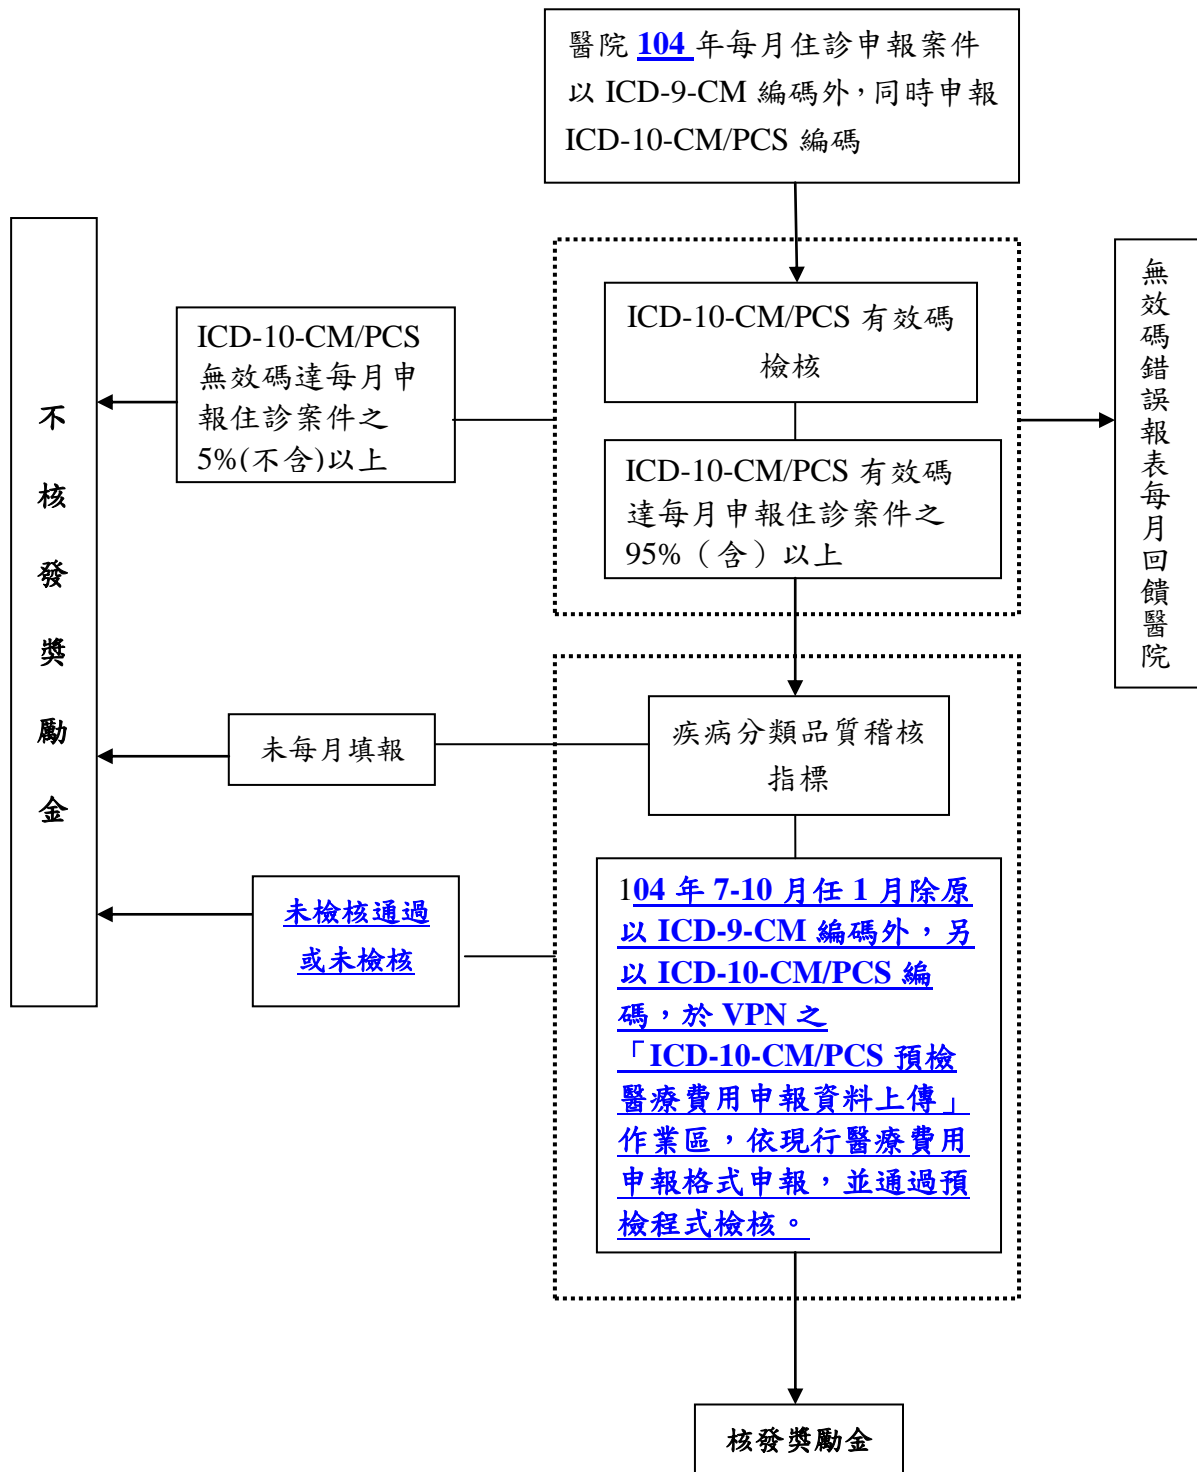 醫院 104 年每月住診申報案件
以 ICD-9-CM 編碼外，同時申報
ICD-10-CM/PCS 編碼
ICD-10-CM/PCS 有效碼
檢核
無效碼錯誤報表每月回饋醫院
ICD-10-CM/PCS
無效碼達每月申
報住診案件之
5%(不含)以上
不核發獎勵金
ICD-10-CM/PCS 有效碼
達每月申報住診案件之
95%（含）以上
疾病分類品質稽核
指標
未每月填報
104 年 7-10 月任 1 月除原
以 ICD-9-CM 編碼外，另
以 ICD-10-CM/PCS 編
碼，於 VPN 之
「ICD-10-CM/PCS 預檢
醫療費用申報資料上傳」
作業區，依現行醫療費用
申報格式申報，並通過預
檢程式檢核。
未檢核通過
或未檢核
核發獎勵金